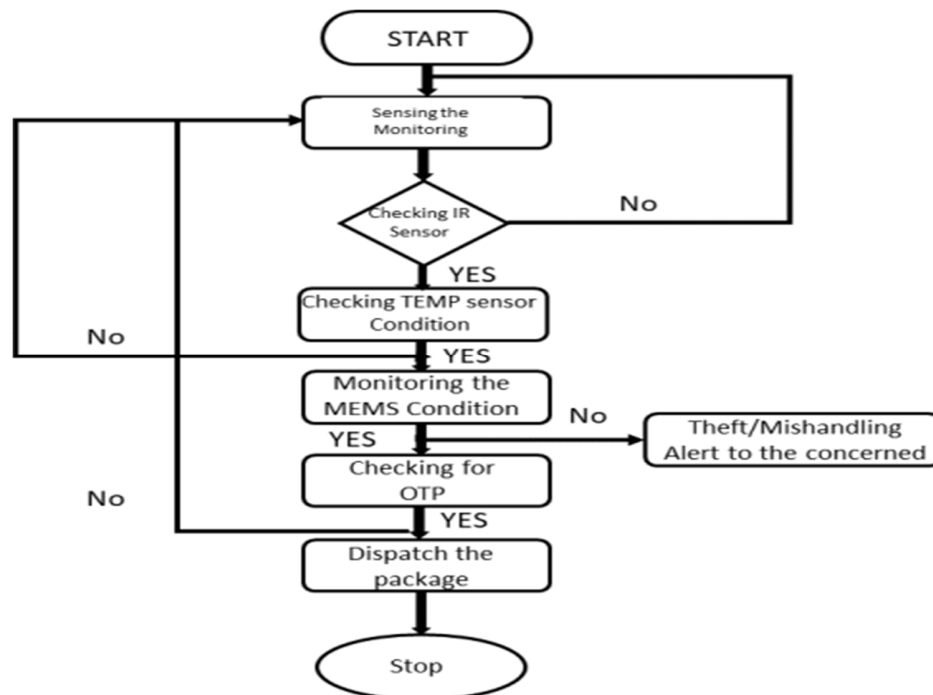 START
Sensing the
Monitoring
Checking IR
Sensor
No
YES
Checking TEMP sensor
Condition
No
YES
Monitoring the
MEMS Condition
No
Theft/Mishandling
Alert to the concerned
YES
Checking for
OTP
No
YES
Dispatch the
package
Stop